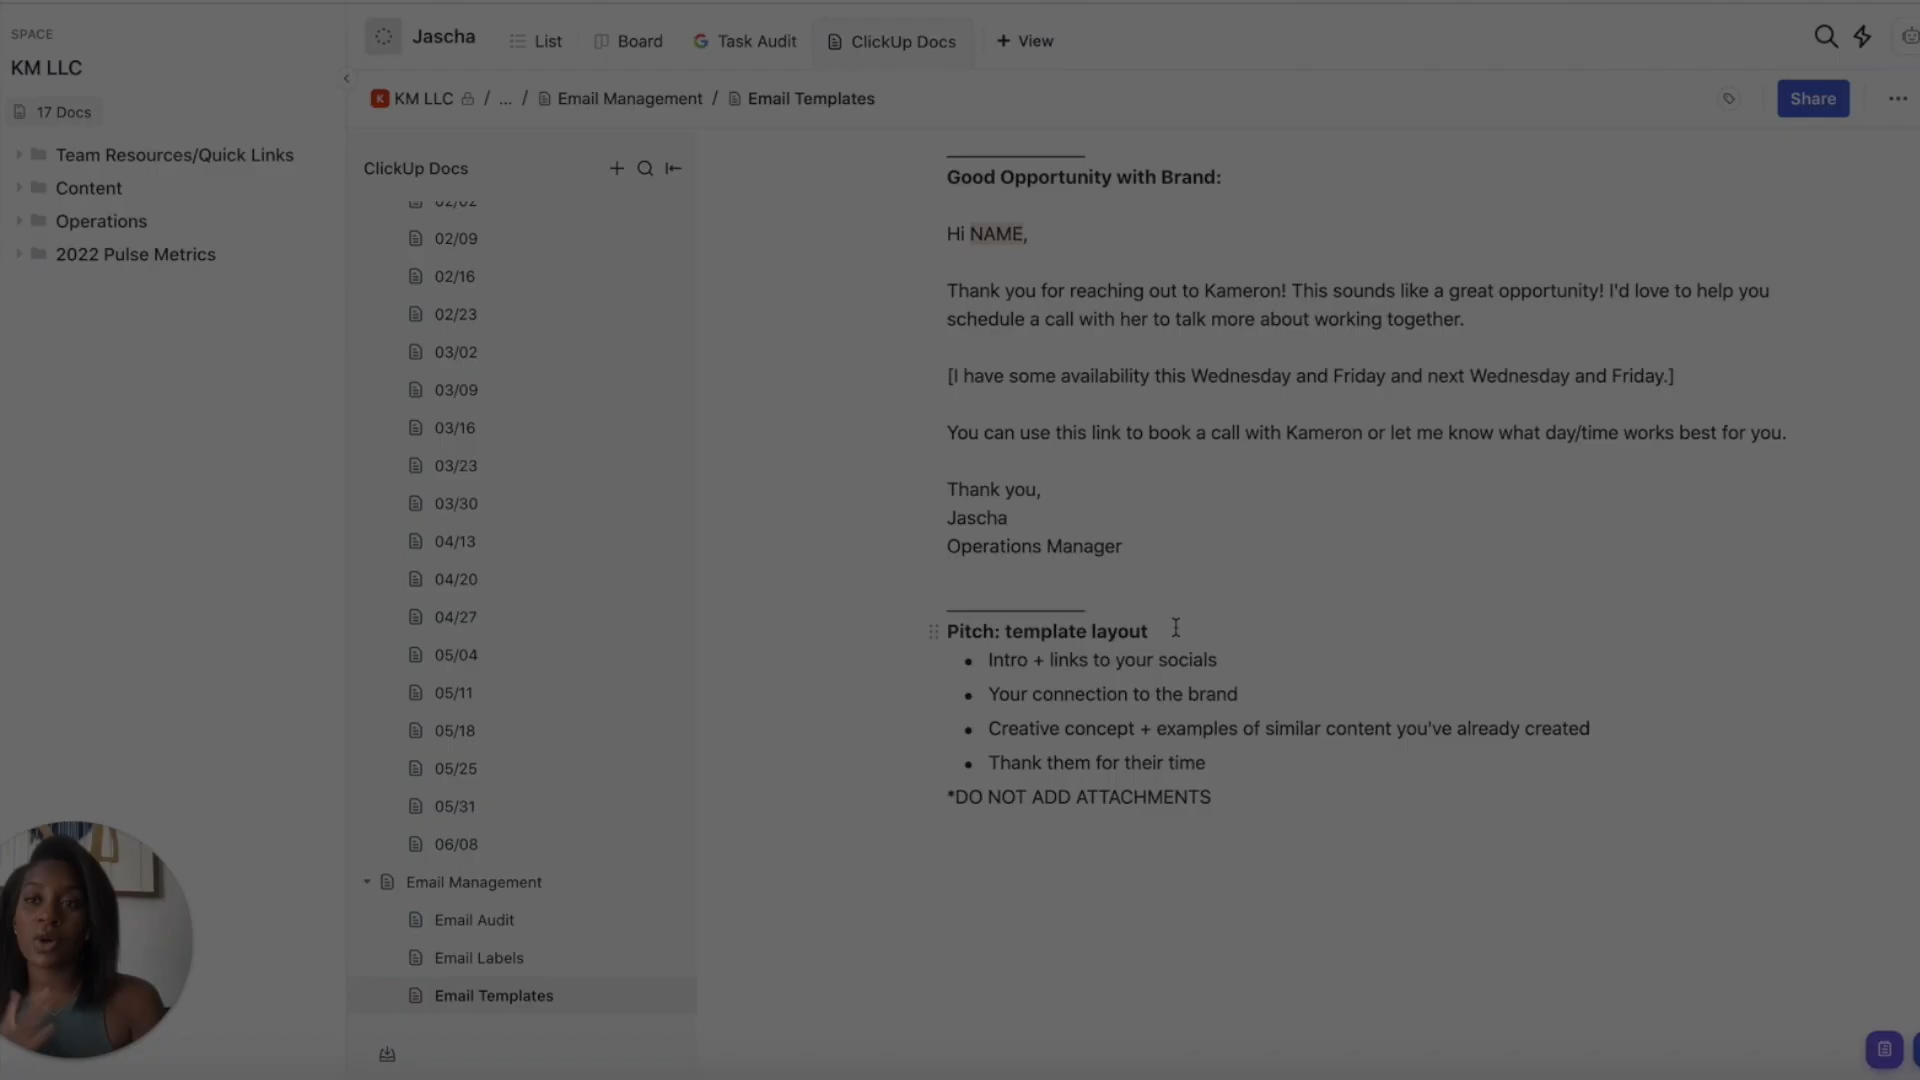 SPACE
KM LLC
17 Docs
Team Resources/Quick Links
Content
Operations
2022 Pulse Metrics
Jascha
List
Board
Task Audit
ClickUp Docs
+ View
K KM LLC / ... / Email Management / Email Templates
Share
ClickUp Docs
02/02
02/09
02/16
02/23
03/02
03/09
03/16
03/23
03/30
04/13
04/20
04/27
05/04
05/11
05/18
05/25
05/31
06/08
Email Management
Email Audit
Email Labels
Email Templates
Good Opportunity with Brand:
Hi NAME,
Thank you for reaching out to Kameron! This sounds like a great opportunity! I'd love to help you
schedule a call with her to talk more about working together.
[I have some availability this Wednesday and Friday and next Wednesday and Friday.]
You can use this link to book a call with Kameron or let me know what day/time works best for you.
Thank you,
Jascha
Operations Manager
Pitch: template layout
• Intro + links to your socials
• Your connection to the brand
• Creative concept + examples of similar content you've already created
• Thank them for their time
*DO NOT ADD ATTACHMENTS